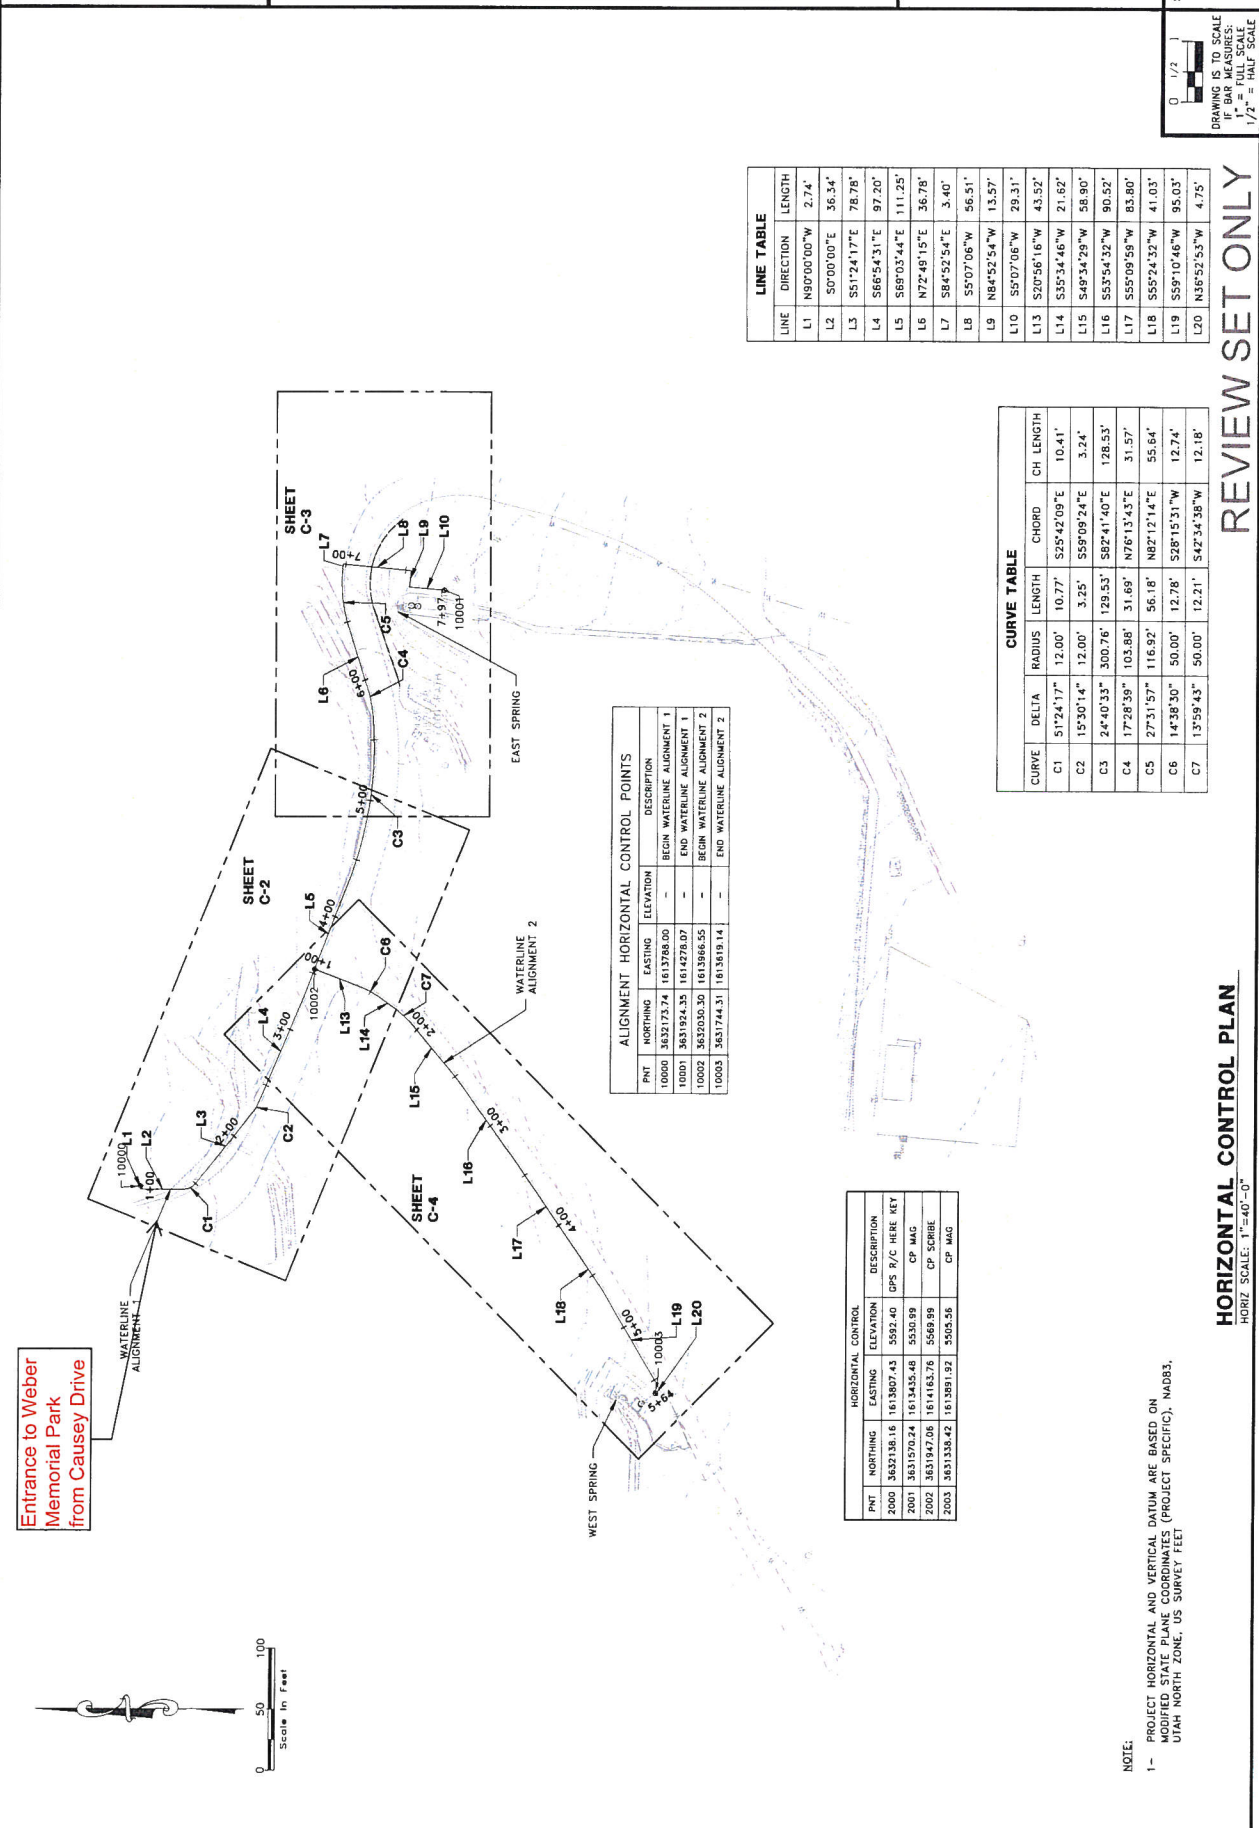 Entrance to Weber
Memorial Park
from Causey Drive
0 50 100
Scale In Feet
WATERLINE
ALIGNMENT 1
10000
L1
L2
1+00
C1
L3
2+00
C2
L4
3+00
10002
1+00
L5
4+00
SHEET
C-2
5+00
C3
L6
6+00
C4
C5
L7
7+00
SHEET
C-3
L8
L9
L10
7+97
10001
EAST SPRING
L13
C6
L14
C7
2+00
L15
WATERLINE
ALIGNMENT 2
L16
3+00
SHEET
C-4
L17
4+00
L18
5+00
L19
L20
10003
5+64
WEST SPRING
ALIGNMENT HORIZONTAL CONTROL POINTS
PNT NORTHING EASTING ELEVATION DESCRIPTION
10000 3632173.74 1613788.00 - BEGIN WATERLINE ALIGNMENT 1
10001 3631924.35 1614278.07 - END WATERLINE ALIGNMENT 1
10002 3632030.30 1613966.55 - BEGIN WATERLINE ALIGNMENT 2
10003 3631744.31 1613619.14 - END WATERLINE ALIGNMENT 2
HORIZONTAL CONTROL
PNT NORTHING EASTING ELEVATION DESCRIPTION
2000 3632138.16 1613807.43 5592.40 GPS R/C HERE KEY
2001 3631570.24 1613435.48 5530.99 CP MAG
2002 3631947.06 1614163.76 5569.99 CP SCRIBE
2003 3631338.42 1613891.92 5505.56 CP MAG
LINE TABLE
LINE DIRECTION LENGTH
L1 N90°00'00"W 2.74'
L2 S0°00'00"E 36.34'
L3 S51°24'17"E 78.78'
L4 S66°54'31"E 97.20'
L5 S69°03'44"E 111.25'
L6 N72°49'15"E 36.78'
L7 S84°52'54"E 3.40'
L8 S5°07'06"W 56.51'
L9 N84°52'54"W 13.57'
L10 S5°07'06"W 29.31'
L13 S20°56'16"W 43.52'
L14 S35°34'46"W 21.62'
L15 S49°34'29"W 58.90'
L16 S53°54'32"W 90.52'
L17 S55°09'59"W 83.80'
L18 S55°24'32"W 41.03'
L19 S59°10'46"W 95.03'
L20 N36°52'53"W 4.75'
CURVE TABLE
CURVE DELTA RADIUS LENGTH CHORD CH LENGTH
C1 51°24'17" 12.00' 10.77' S25°42'09"E 10.41'
C2 15°30'14" 12.00' 3.25' S59°09'24"E 3.24'
C3 24°40'33" 300.76' 129.53' S82°41'40"E 128.53'
C4 17°28'39" 103.88' 31.69' N76°13'43"E 31.57'
C5 27°31'57" 116.92' 56.18' N82°12'14"E 55.64'
C6 14°38'30" 50.00' 12.78' S28°15'31"W 12.74'
C7 13°59'43" 50.00' 12.21' S42°34'38"W 12.18'
NOTE:
1- PROJECT HORIZONTAL AND VERTICAL DATUM ARE BASED ON
MODIFIED STATE PLANE COORDINATES (PROJECT SPECIFIC), NAD83,
UTAH NORTH ZONE, US SURVEY FEET
HORIZONTAL CONTROL PLAN
HORIZ SCALE: 1"=40'-0"
REVIEW SET ONLY
0 1/2 1
DRAWING IS TO SCALE
IF BAR MEASURES:
1" = FULL SCALE
1/2" = HALF SCALE